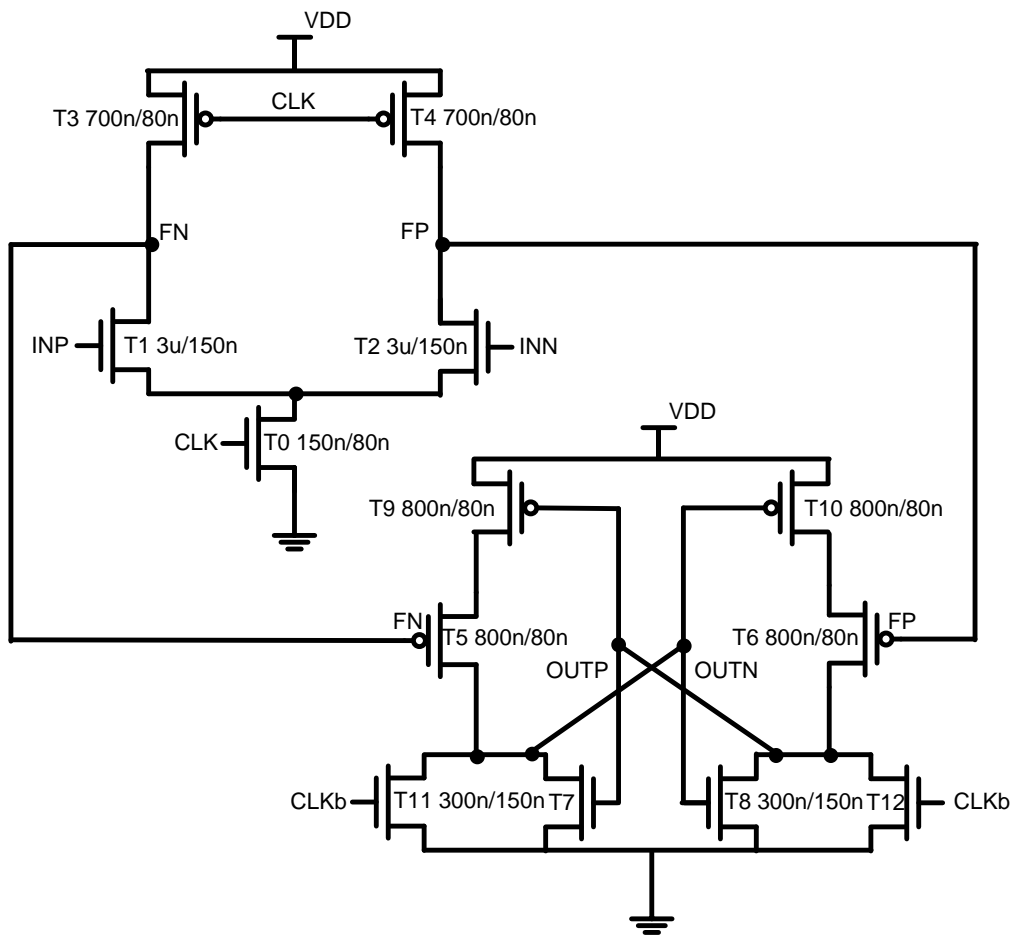 VDD
T3 700n/80n
CLK
T4 700n/80n
FN
FP
INP
T1 3u/150n
T2 3u/150n
INN
CLK
T0 150n/80n
VDD
T9 800n/80n
T10 800n/80n
FN
T5 800n/80n
T6 800n/80n
FP
OUTP
OUTN
CLKb
T11 300n/150n
T7
T8 300n/150n
T12
CLKb